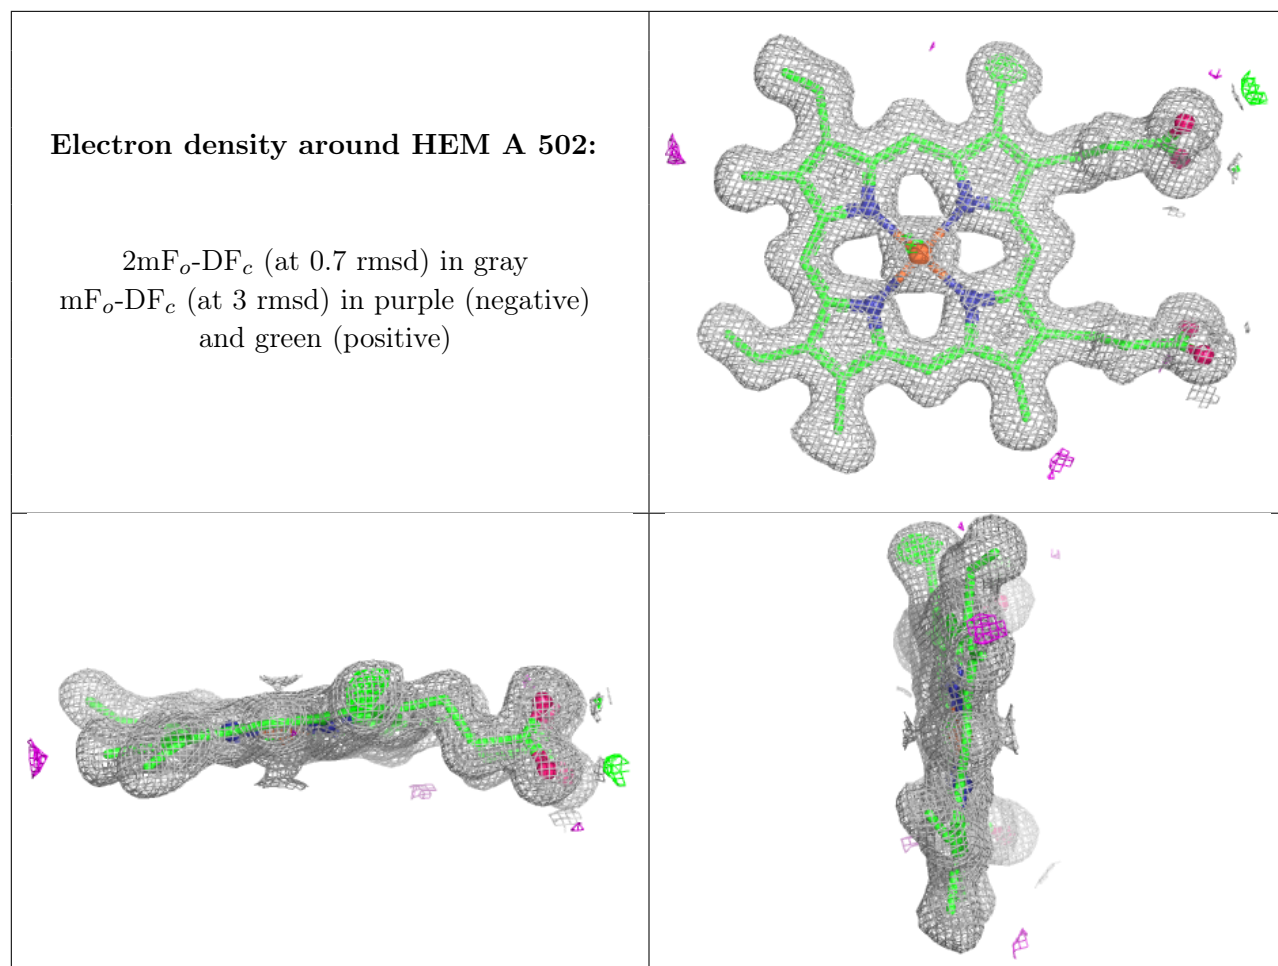 Electron density around HEM A 502:
2mFo-DFc (at 0.7 rmsd) in gray
mFo-DFc (at 3 rmsd) in purple (negative)
and green (positive)